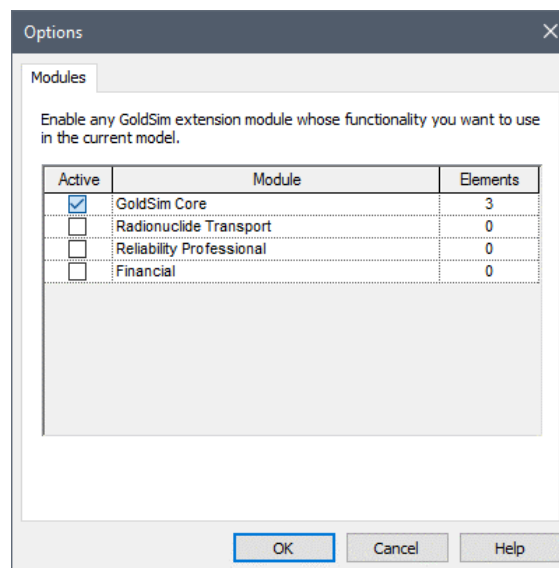 Options
Modules
Enable any GoldSim extension module whose functionality you want to use
in the current model.
Active Module Elements
GoldSim Core 3
Radionuclide Transport 0
Reliability Professional 0
Financial 0
OK Cancel Help